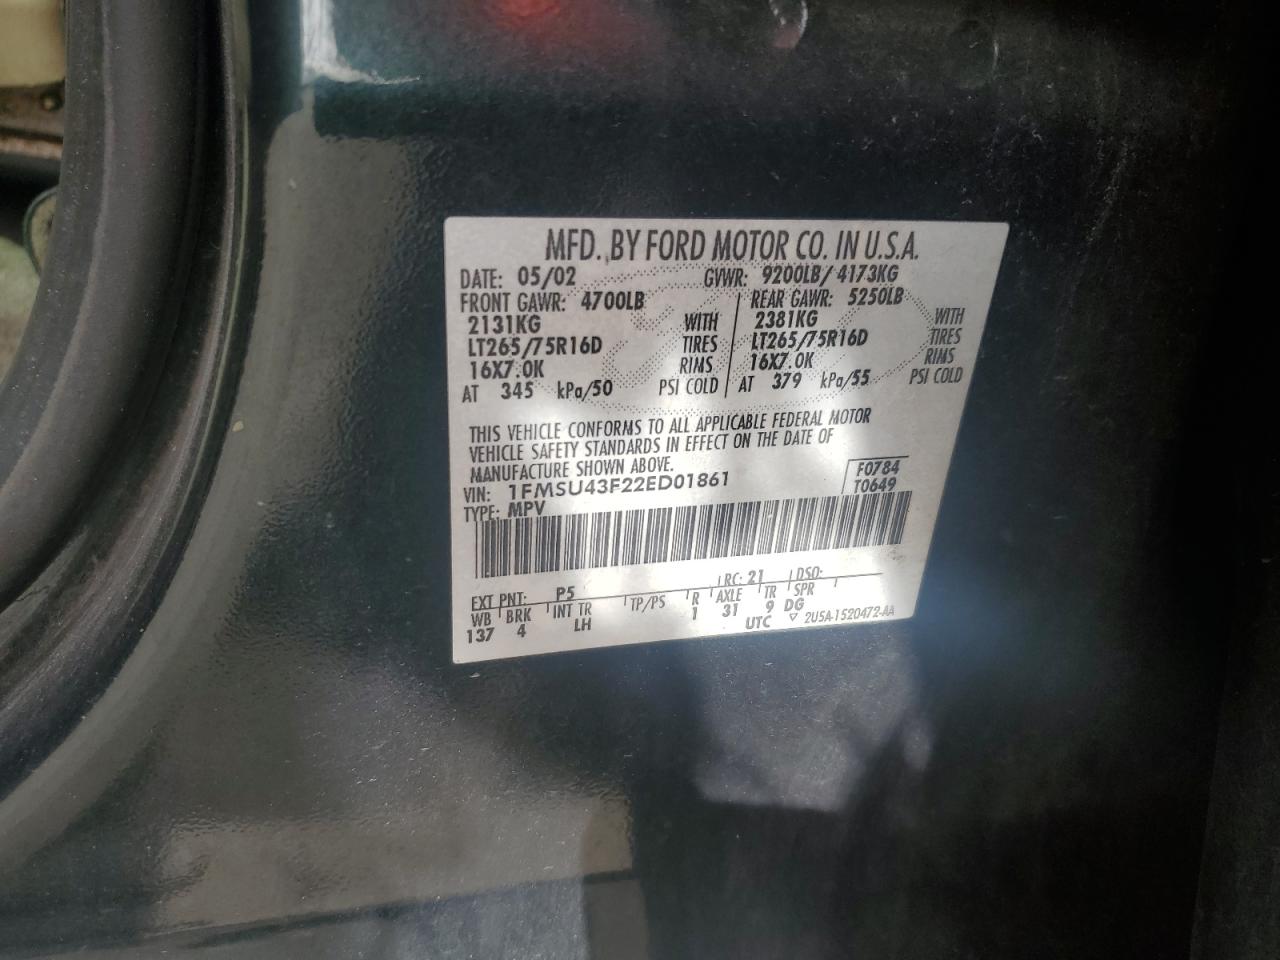 MFD. BY FORD MOTOR CO. IN U.S.A.
DATE: 05/02 GVWR: 9200LB/ 4173KG
FRONT GAWR: 4700LB REAR GAWR: 5250LB
2131KG WITH 2381KG WITH
LT265/75R16D TIRES LT265/75R16D TIRES
16X7.0K RIMS 16X7.0K RIMS
AT 345 kPa/50 PSI COLD AT 379 kPa/55 PSI COLD
THIS VEHICLE CONFORMS TO ALL APPLICABLE FEDERAL MOTOR
VEHICLE SAFETY STANDARDS IN EFFECT ON THE DATE OF
MANUFACTURE SHOWN ABOVE.
VIN: 1FMSU43F22ED01861 F0784
TYPE: MPV T0649
EXT PNT: P5 RC: 21 DSO:
WB BRK INT TR TP/PS R AXLE TR SPR
137 4 LH 1 31 9 DG
UTC ▽ 2U5A-1520472-AA